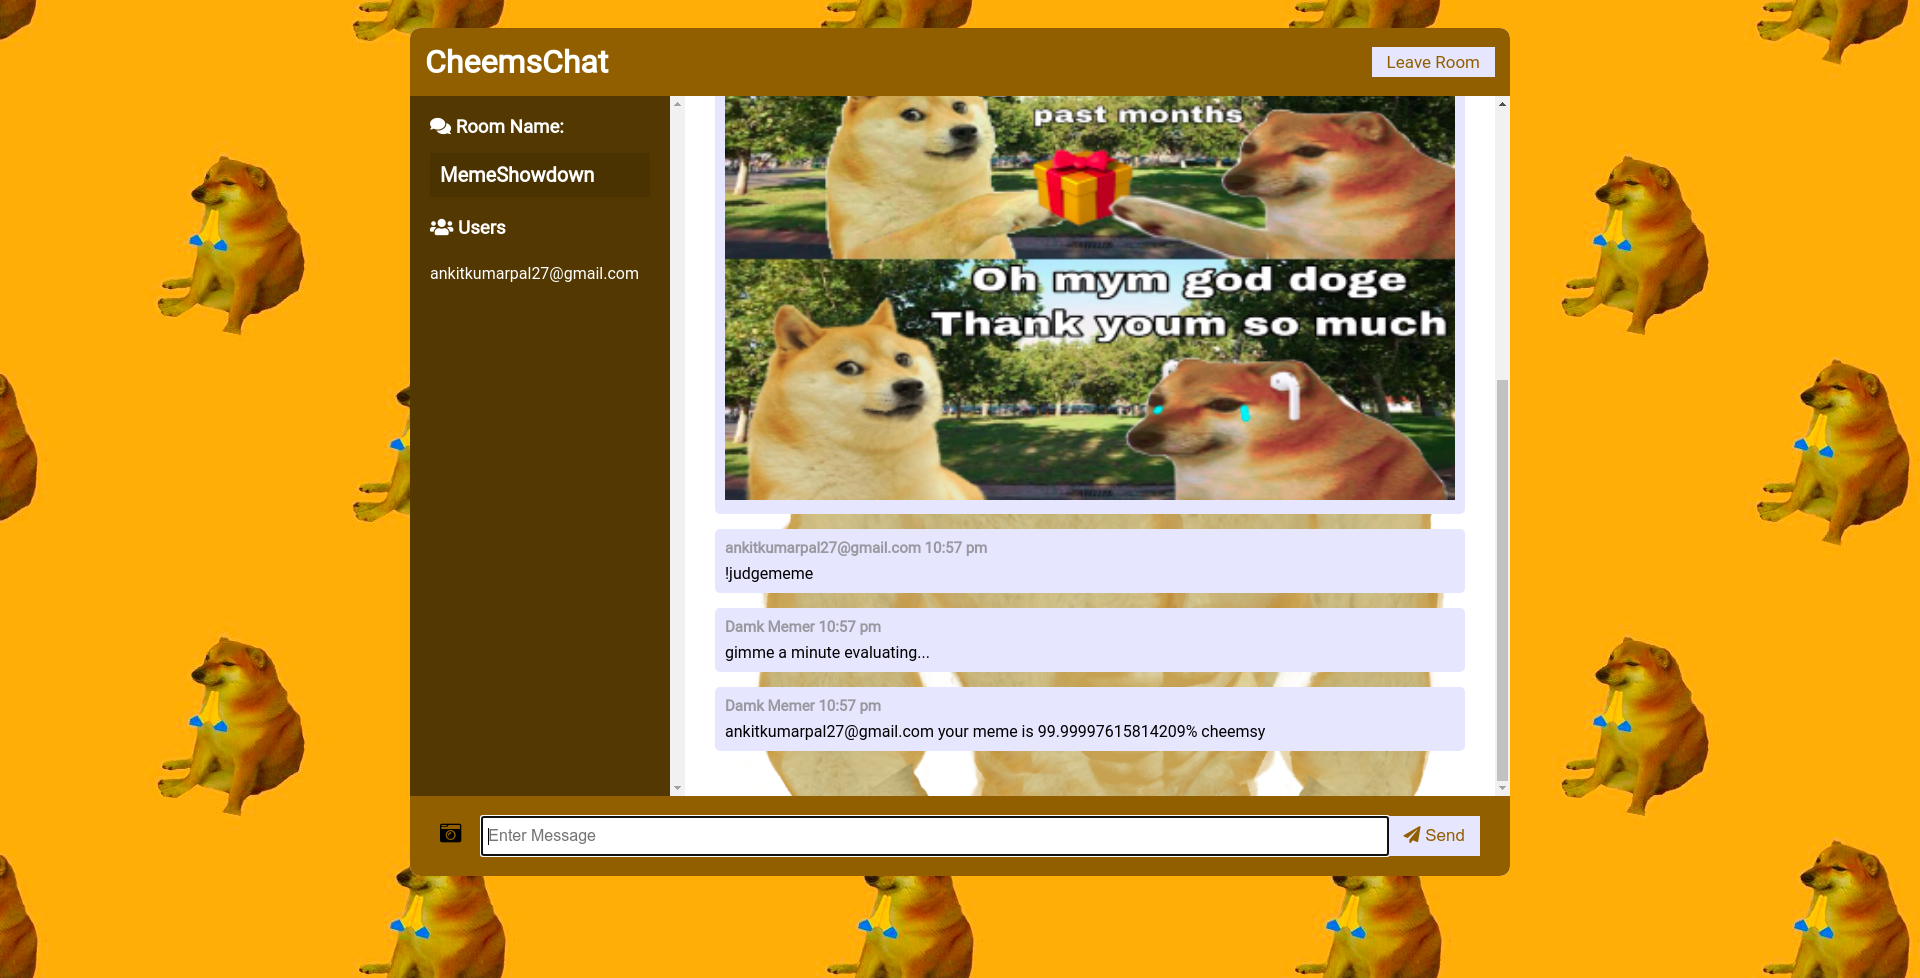 CheemsChat
Leave Room
Room Name:
MemeShowdown
Users
ankitkumarpal27@gmail.com
past months
Oh mym god doge
Thank youm so much
ankitkumarpal27@gmail.com 10:57 pm
!judgememe
Damk Memer 10:57 pm
gimme a minute evaluating...
Damk Memer 10:57 pm
ankitkumarpal27@gmail.com your meme is 99.99997615814209% cheemsy
Enter Message
Send